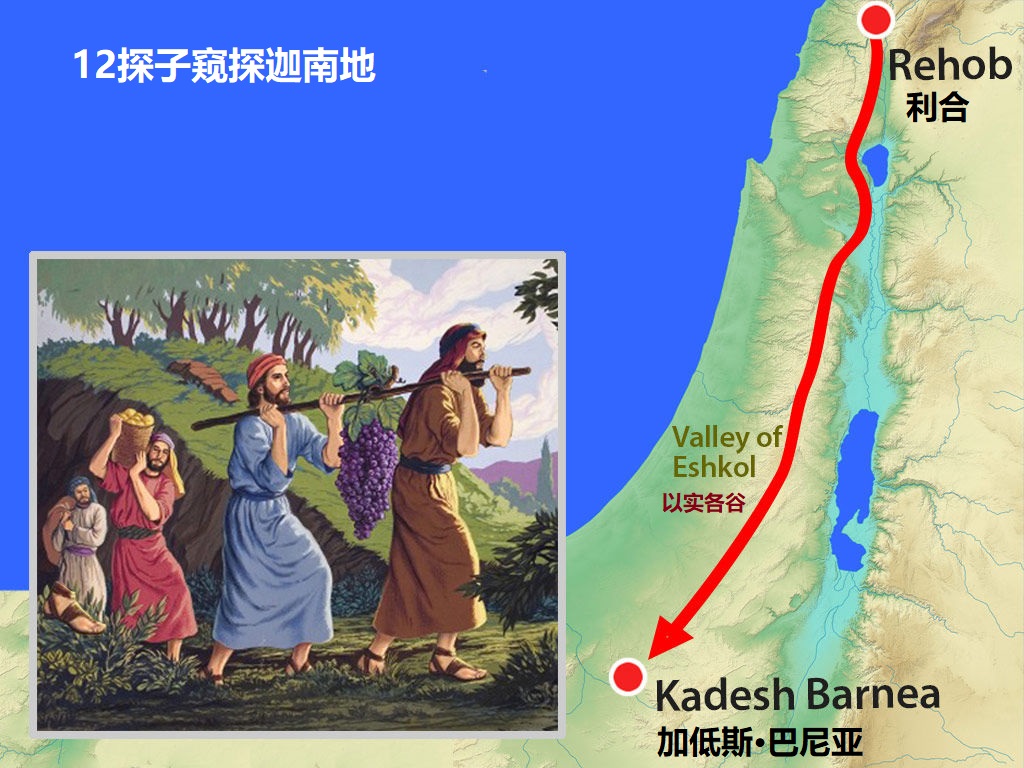 12探子窥探迦南地
Rehob
利合
Valley of
Eshkol
以实各谷
Kadesh Barnea
加低斯•巴尼亚